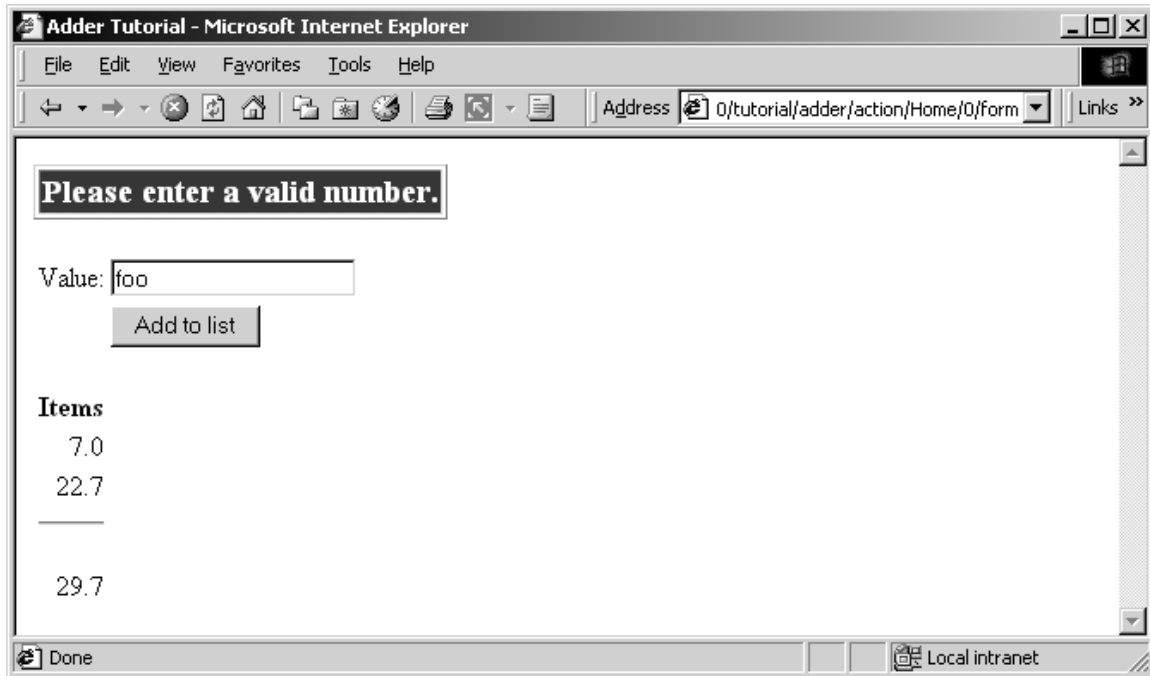 Adder Tutorial - Microsoft Internet Explorer
File Edit View Favorites Tools Help
Address 0/tutorial/adder/action/Home/0/form Links »
Please enter a valid number.
Value: foo
Add to list
Items
7.0
22.7
29.7
Done Local intranet